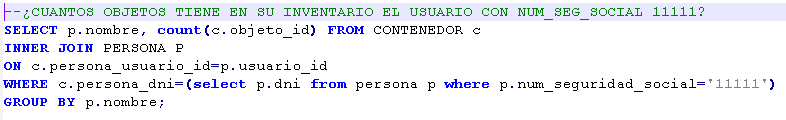 --¿CUANTOS OBJETOS TIENE EN SU INVENTARIO EL USUARIO CON NUM_SEG_SOCIAL 11111?
SELECT p.nombre, count(c.objeto_id) FROM CONTENEDOR c
INNER JOIN PERSONA P
ON c.persona_usuario_id=p.usuario_id
WHERE c.persona_dni=(select p.dni from persona p where p.num_seguridad_social='11111')
GROUP BY p.nombre;